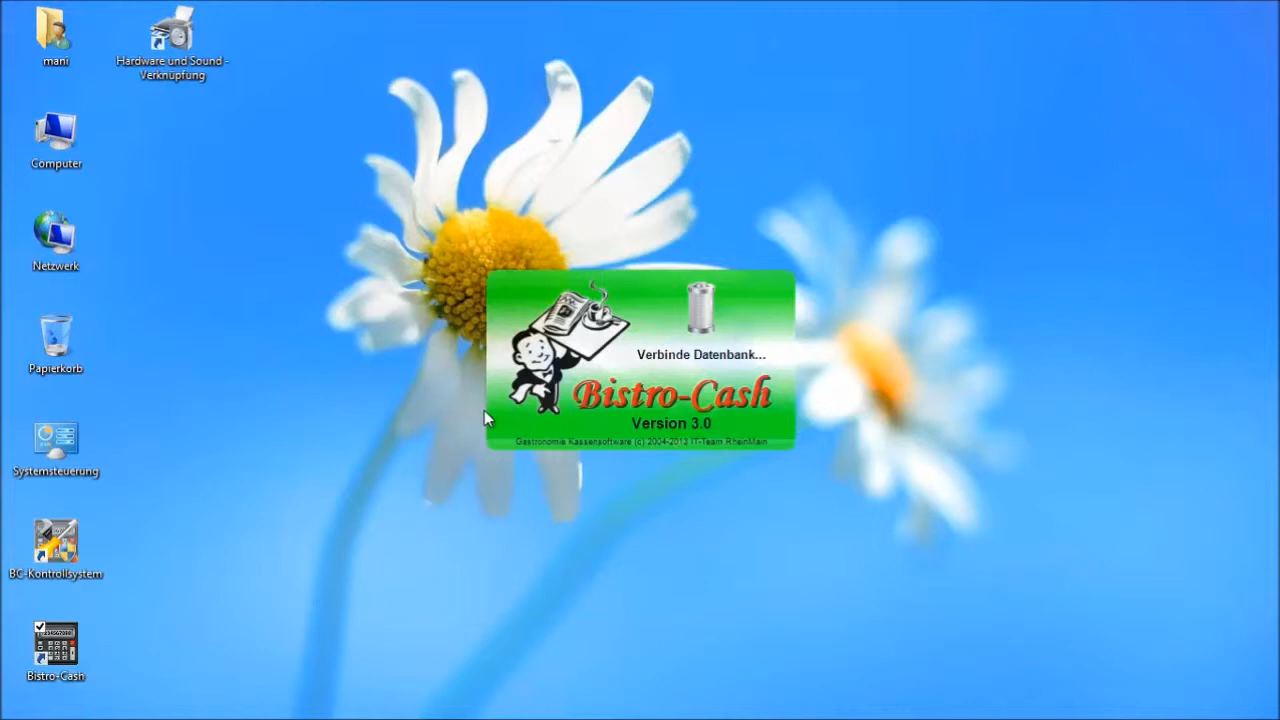 mani
Hardware und Sound -
Verknüpfung
Computer
Netzwerk
Papierkorb
Systemsteuerung
BC-Kontrollsystem
Bistro-Cash
Verbinde Datenbank...
Bistro-Cash
Version 3.0
Gastronomie Kassensoftware (c) 2004-2013 IT-Team RheinMain